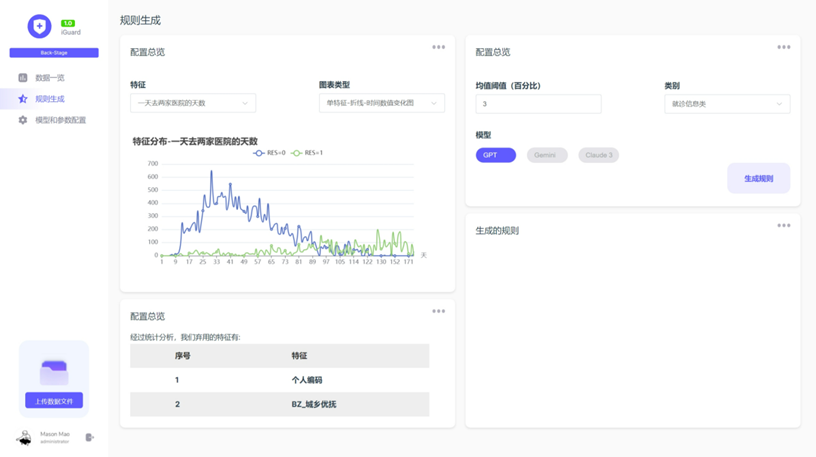 1.0
iGuard
Back-Stage
数据一览
规则生成
模型和参数配置
上传数据文件
Mason Mao
administrator
规则生成
配置总览
特征
图表类型
一天去两家医院的天数
单特征-折线-时间数值变化图
特征分布-一天去两家医院的天数
RES=0 RES=1
700
600
500
400
300
200
100
0
1 9 17 25 33 41 49 57 65 73 81 89 97 105 114 122 130 152 171
天
配置总览
经过统计分析，我们弃用的特征有:
序号 特征
1 个人编码
2 BZ_城乡优抚
配置总览
均值阈值（百分比）
类别
3
就诊信息类
模型
GPT Gemini Claude 3
生成规则
生成的规则